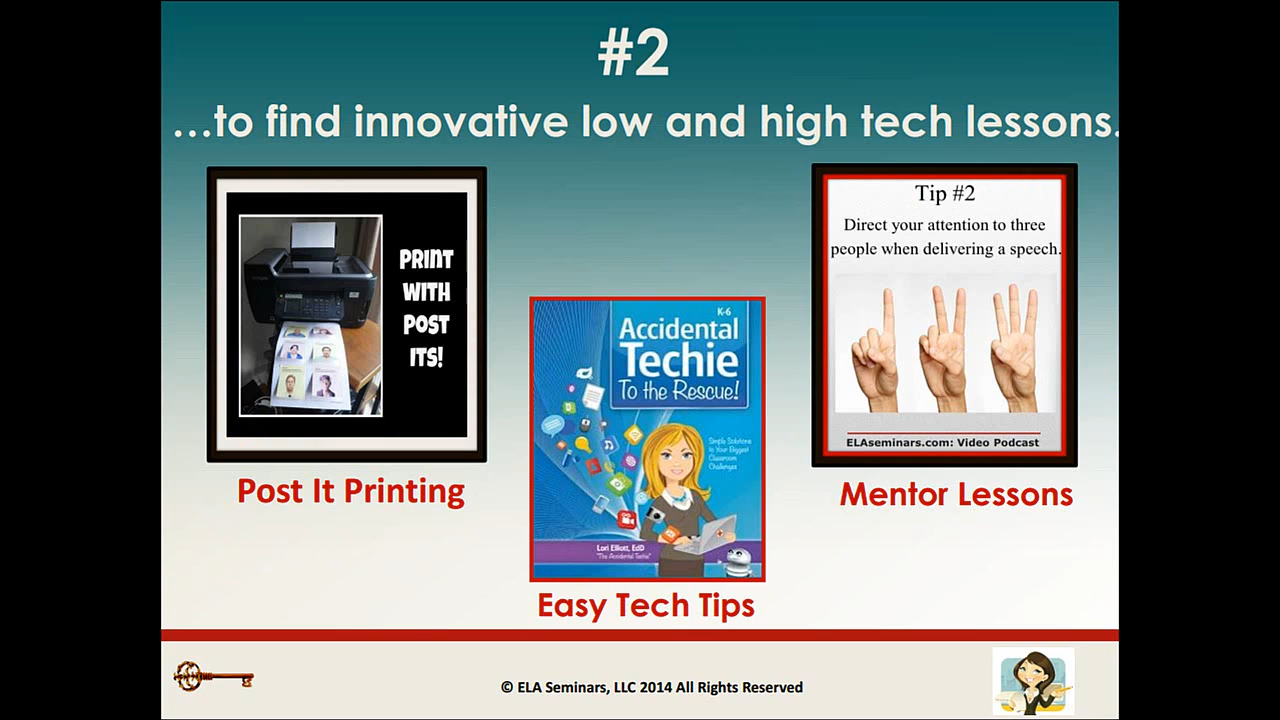 #2
...to find innovative low and high tech lessons.
PRINT
WITH
POST
ITS!
Post It Printing
K-6
Accidental
Techie
To the Rescue!
Simple Solutions
to Your Biggest
Classroom
Challenges
Lori Elliott, EdD
"The Accidental Techie"
Easy Tech Tips
Tip #2
Direct your attention to three
people when delivering a speech.
ELAseminars.com: Video Podcast
Mentor Lessons
© ELA Seminars, LLC 2014 All Rights Reserved